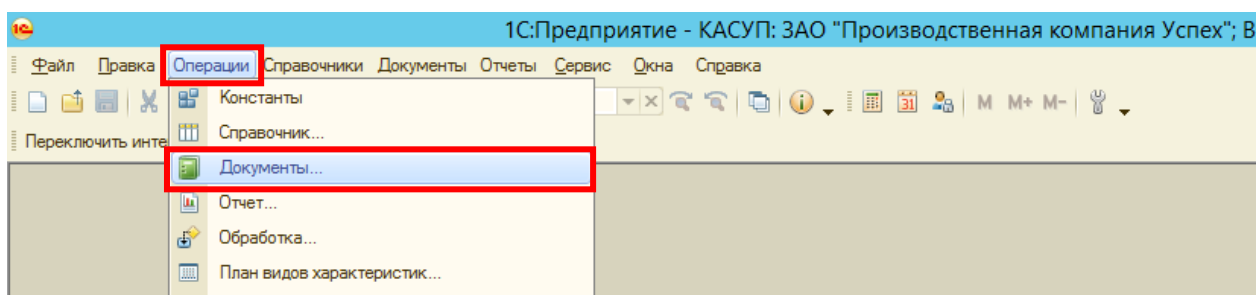 1С:Предприятие - КАСУП: ЗАО "Производственная компания Успех"; В
Файл Правка Операции Справочники Документы Отчеты Сервис Окна Справка
M M+ M-
Переключить инте
Константы
Справочник...
Документы...
Отчет...
Обработка...
План видов характеристик...